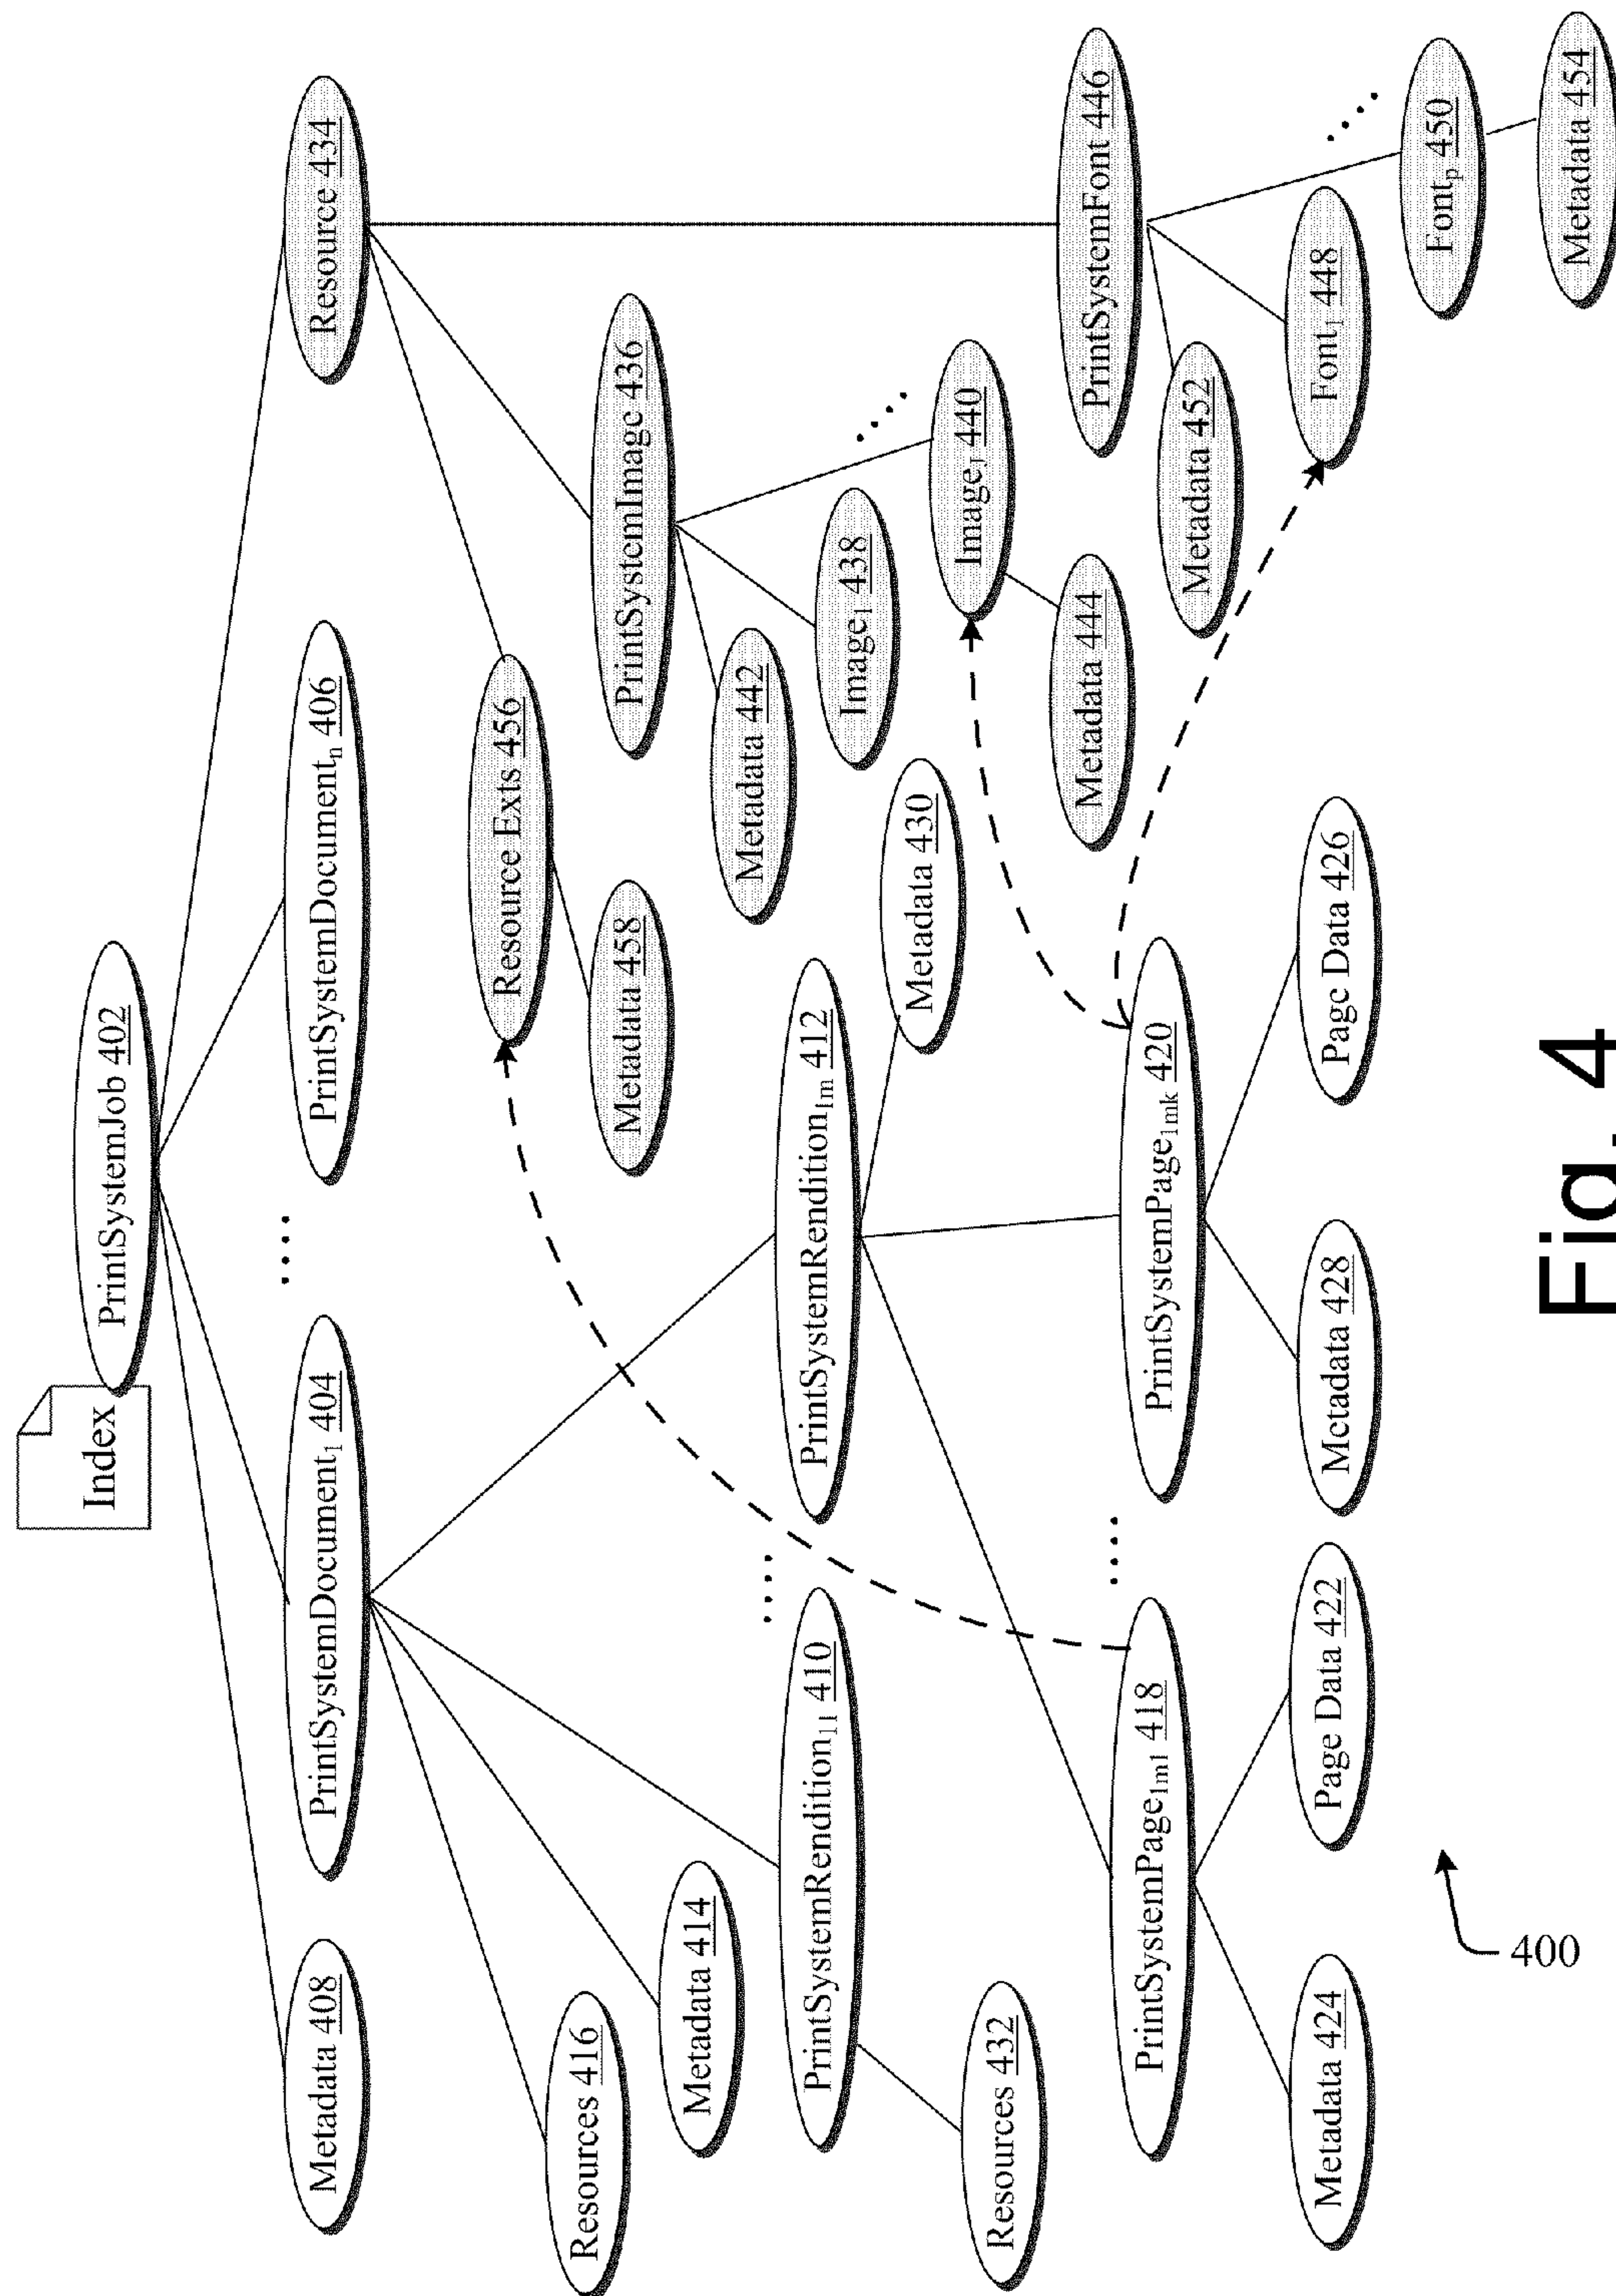 Index
PrintSystemJob 402
Metadata 408
PrintSystemDocument1 404
....
PrintSystemDocumentn 406
Resource 434
Resources 416
Metadata 414
Resource Exts 456
Metadata 458
PrintSystemImage 436
Metadata 442
Image1 438
....
Imagej 440
Metadata 444
PrintSystemRendition11 410
....
PrintSystemRendition1m 412
Metadata 430
Resources 432
PrintSystemPage1m1 418
....
PrintSystemPage1mk 420
PrintSystemFont 446
Metadata 452
Font1 448
....
Fontp 450
Metadata 454
Metadata 424
Page Data 422
Metadata 428
Page Data 426
400
Fig. 4